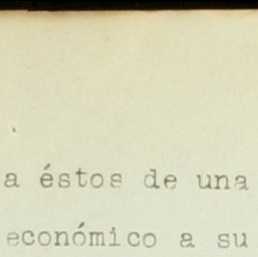 a éstos de una
económico a su